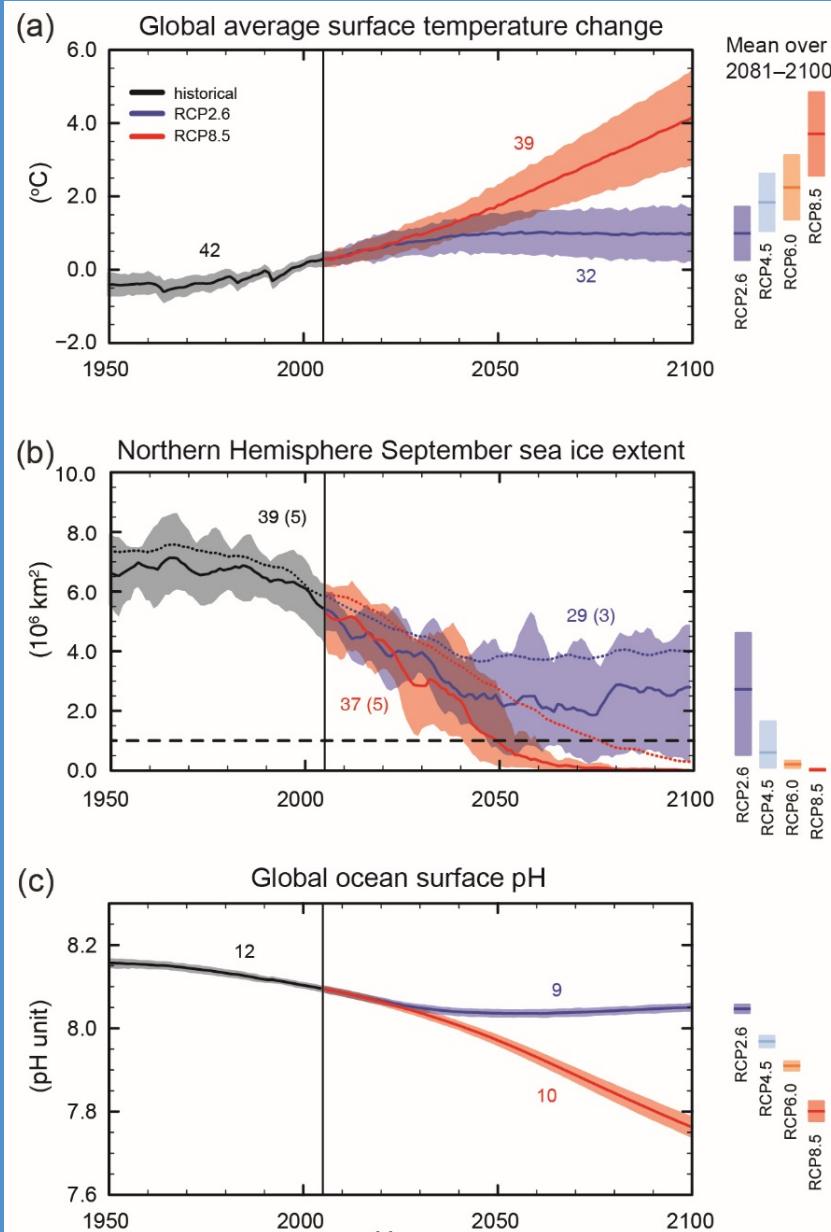 (a) Global average surface temperature change
Mean over
2081–2100
6.0
4.0
2.0
0.0
−2.0
(°C)
historical
RCP2.6
RCP8.5
42
39
32
1950
2000
2050
2100
RCP2.6
RCP4.5
RCP6.0
RCP8.5
(b) Northern Hemisphere September sea ice extent
10.0
8.0
6.0
4.0
2.0
0.0
(10⁶ km²)
39 (5)
29 (3)
37 (5)
1950
2000
2050
2100
RCP2.6
RCP4.5
RCP6.0
RCP8.5
(c) Global ocean surface pH
8.2
8.0
7.8
7.6
(pH unit)
12
9
10
1950
2000
2050
2100
RCP2.6
RCP4.5
RCP6.0
RCP8.5